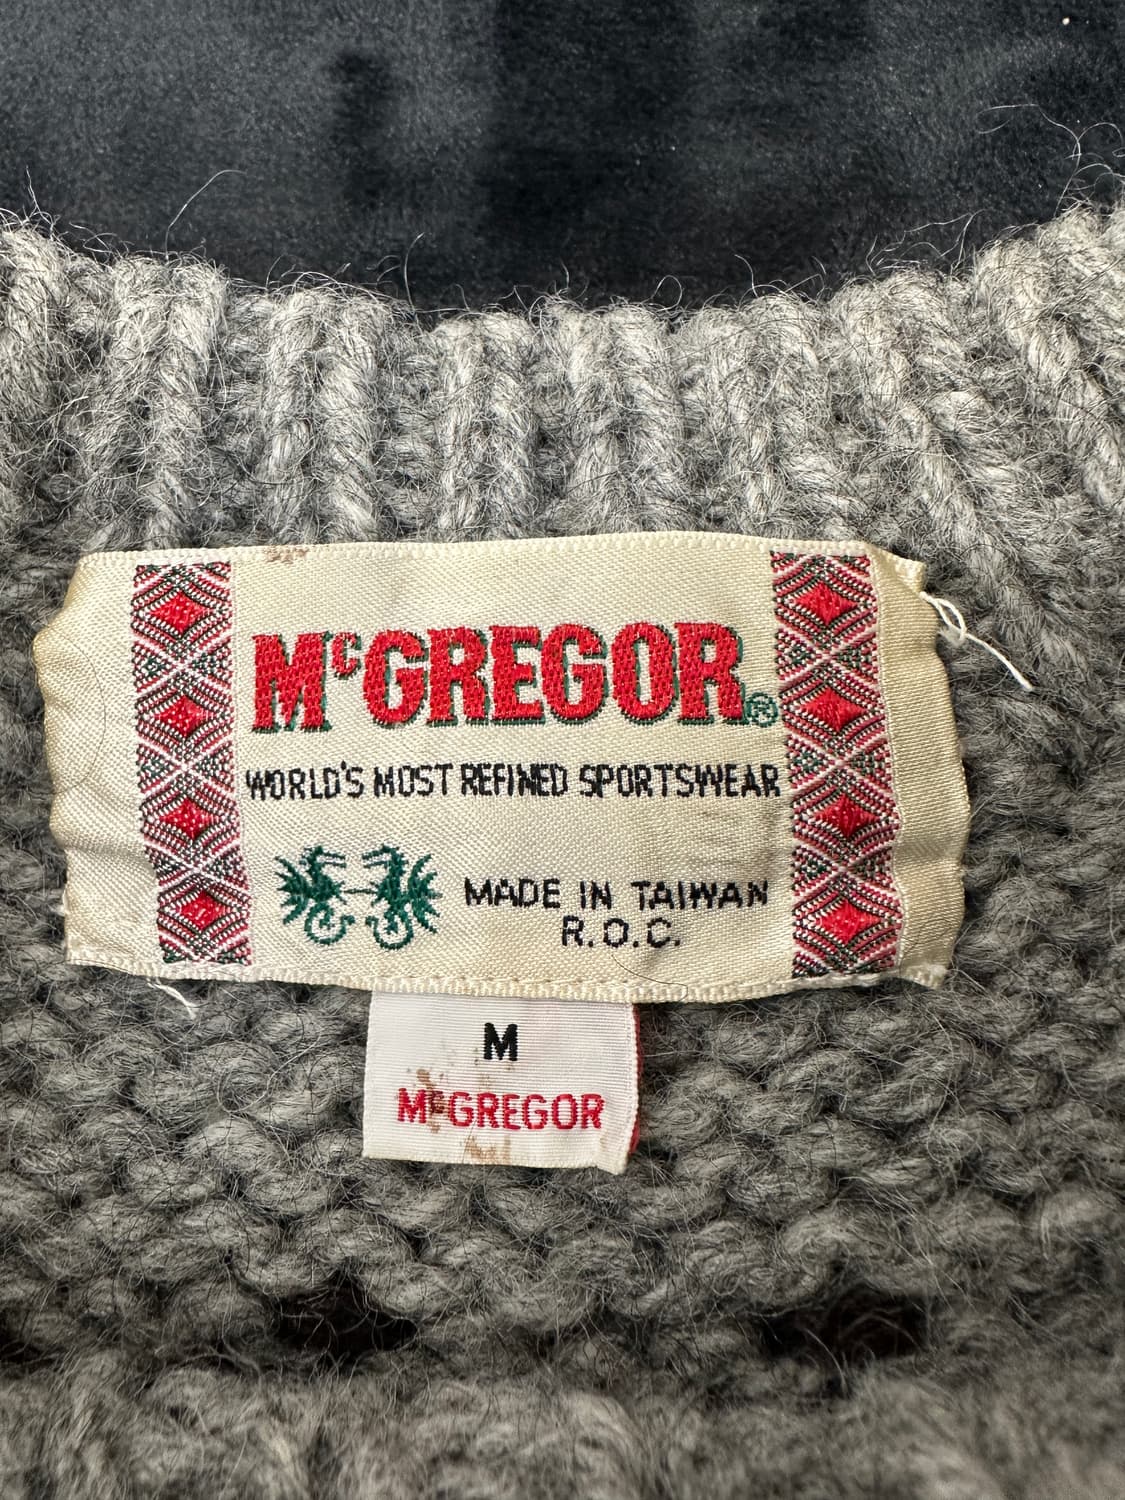 McGREGOR®
WORLD'S MOST REFINED SPORTSWEAR
MADE IN TAIWAN
R.O.C.
M
McGREGOR